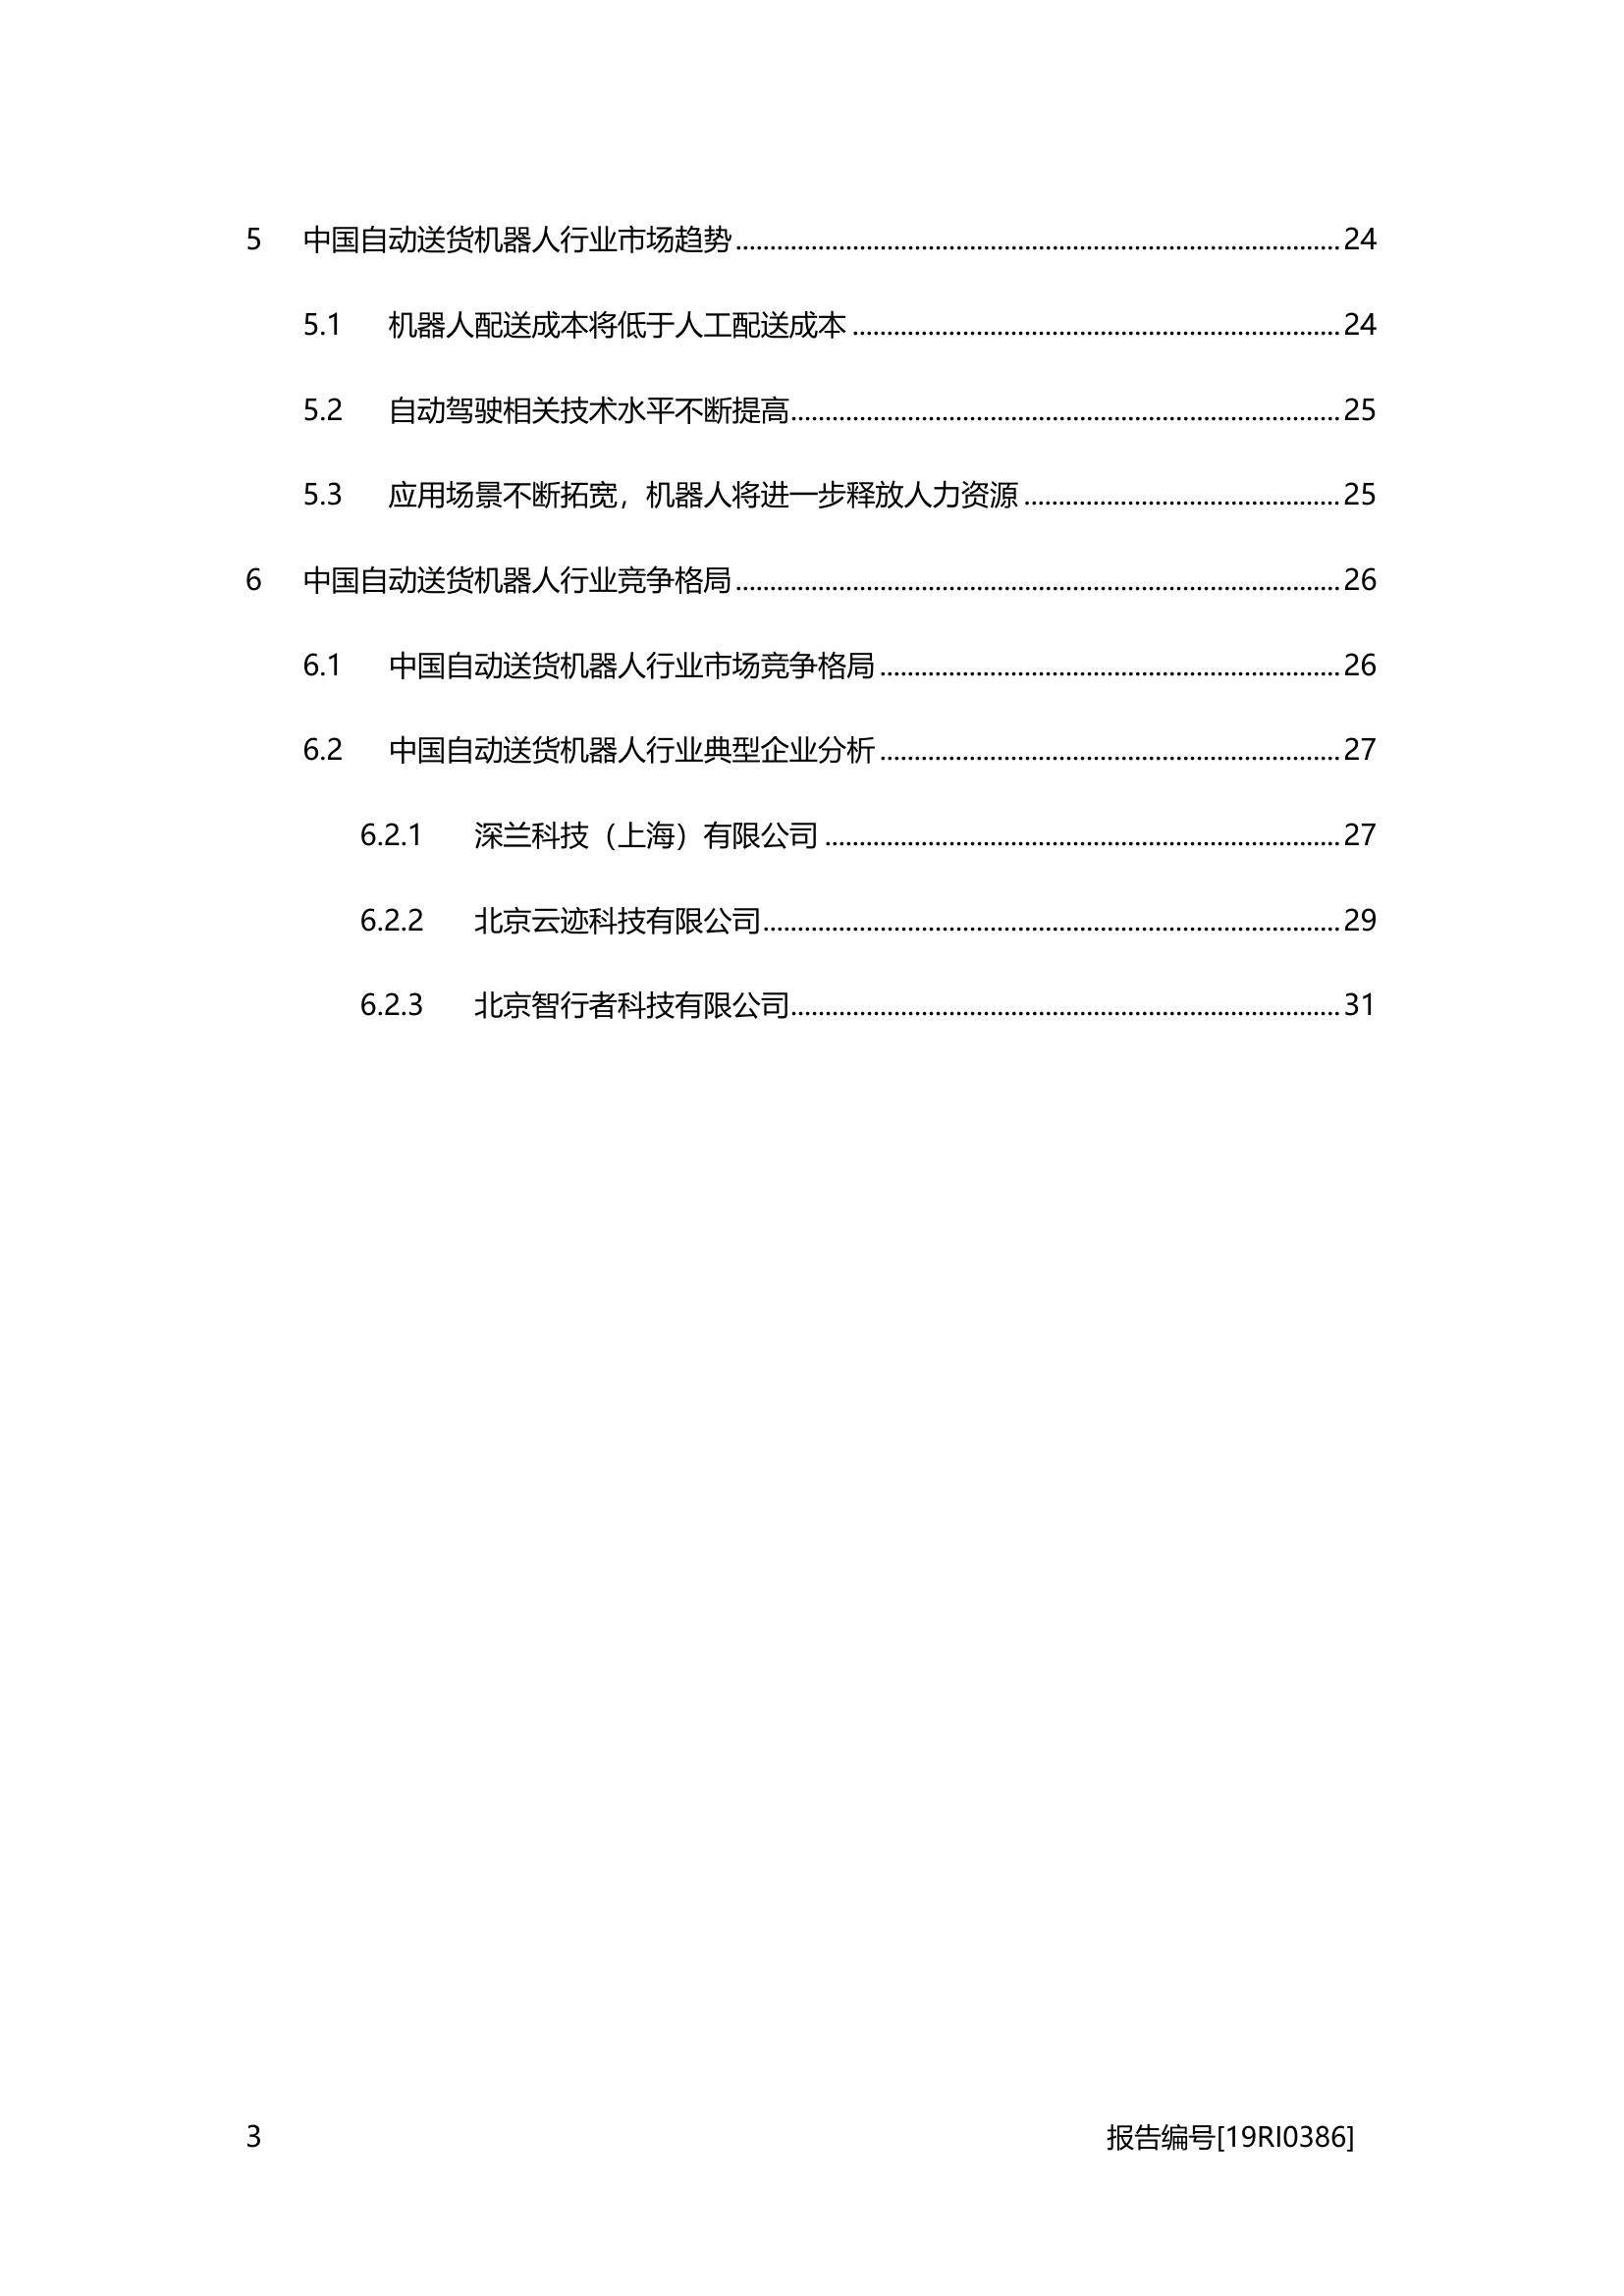 5 中国自动送货机器人行业市场趋势 24
5.1 机器人配送成本将低于人工配送成本 24
5.2 自动驾驶相关技术水平不断提高 25
5.3 应用场景不断拓宽，机器人将进一步释放人力资源 25
6 中国自动送货机器人行业竞争格局 26
6.1 中国自动送货机器人行业市场竞争格局 26
6.2 中国自动送货机器人行业典型企业分析 27
6.2.1 深兰科技（上海）有限公司 27
6.2.2 北京云迹科技有限公司 29
6.2.3 北京智行者科技有限公司 31
3 报告编号[19RI0386]